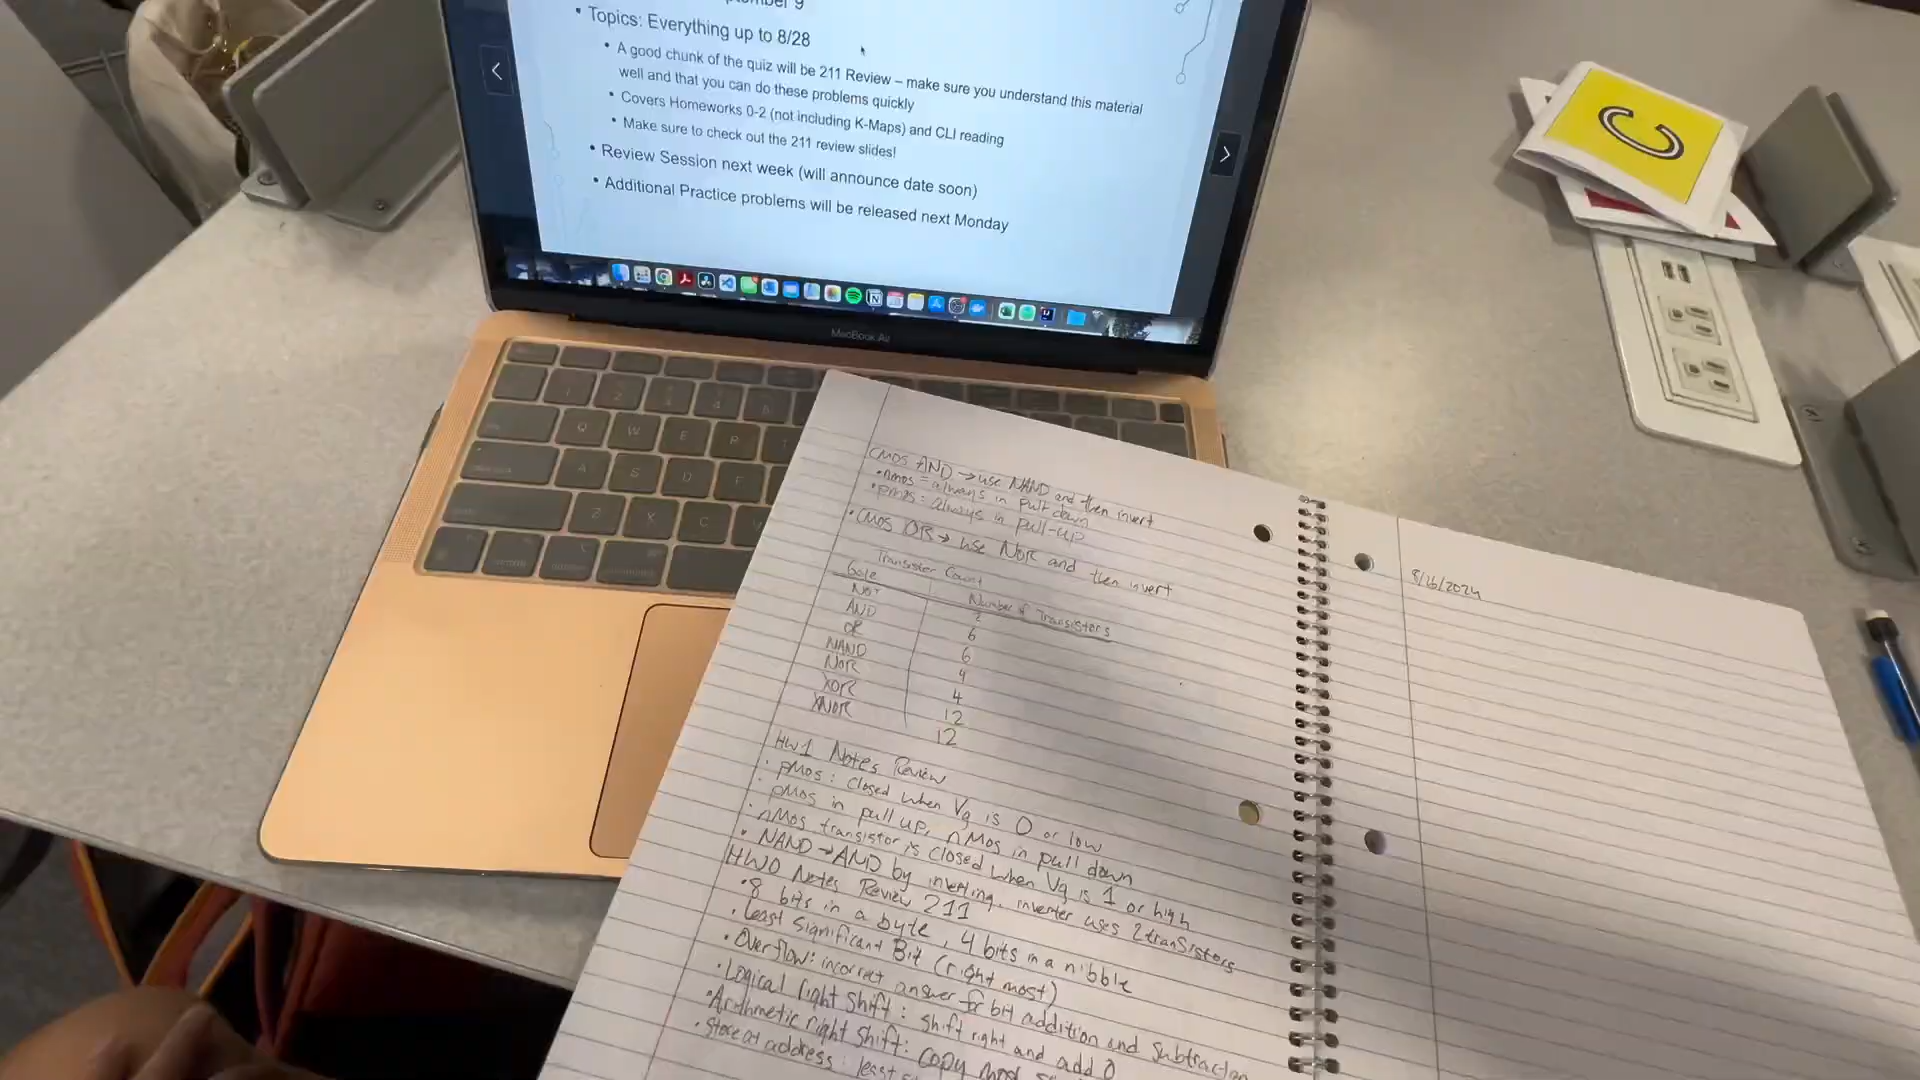 • Topics: Everything up to 8/28
• A good chunk of the quiz will be 211 Review – make sure you understand this material
well and that you can do these problems quickly
• Covers Homeworks 0-2 (not including K-Maps) and CLI reading
• Make sure to check out the 211 review slides!
• Review Session next week (will announce date soon)
• Additional Practice problems will be released next Monday
MacBook Air
C
CMOS AND → use NAND and then invert
• nmos = always in pull down
• pmos = always in pull-up
• CMOS OR → use NOR and then invert
Transistor Count
Gate Number of Transistors
NOT 2
AND 6
OR 6
NAND 4
NOR 4
XOR 12
XNOR 12
HW1 Notes Review
• pMos: closed when Vg is 0 or low
• pMos in pull up, nMos in pull down
• nMos transistor is closed when Vg is 1 or high
• NAND → AND by inverting, inverter uses 2 transistors
HW0 Notes Review 211
• 8 bits in a byte, 4 bits in a nibble
• Least Significant Bit (right most)
• Overflow: incorrect answer for bit addition and subtraction
• Logical right shift: shift right and add 0
• Arithmetic right shift: copy most
• Store at address: least
8/26/2024